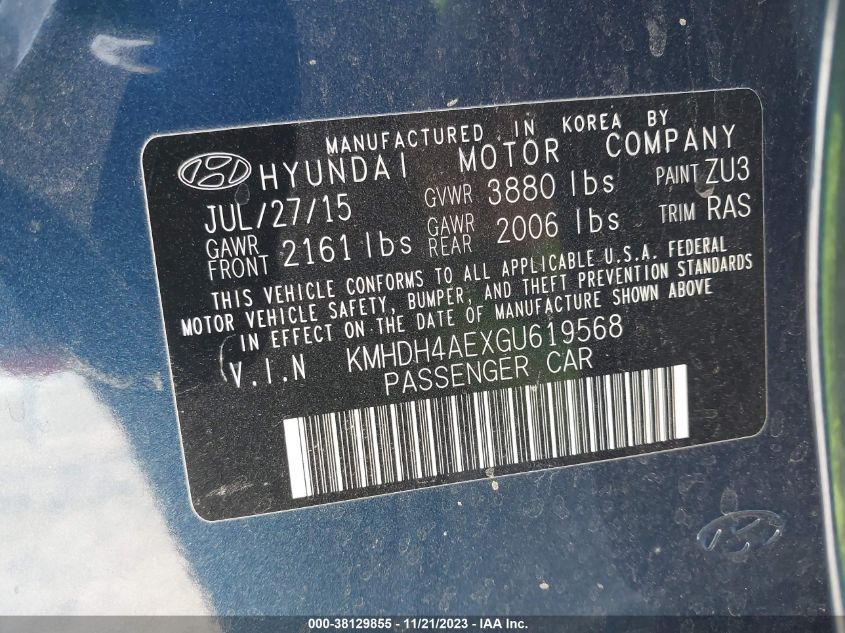 MANUFACTURED IN KOREA BY
HYUNDAI MOTOR COMPANY
JUL/27/15 GVWR 3880 lbs PAINT ZU3
GAWR FRONT 2161 lbs GAWR REAR 2006 lbs TRIM RAS
THIS VEHICLE CONFORMS TO ALL APPLICABLE U.S.A. FEDERAL
MOTOR VEHICLE SAFETY, BUMPER, AND THEFT PREVENTION STANDARDS
IN EFFECT ON THE DATE OF MANUFACTURE SHOWN ABOVE
V.I.N KMHDH4AEXGU619568
PASSENGER CAR
000-38129855 - 11/21/2023 - IAAI.com